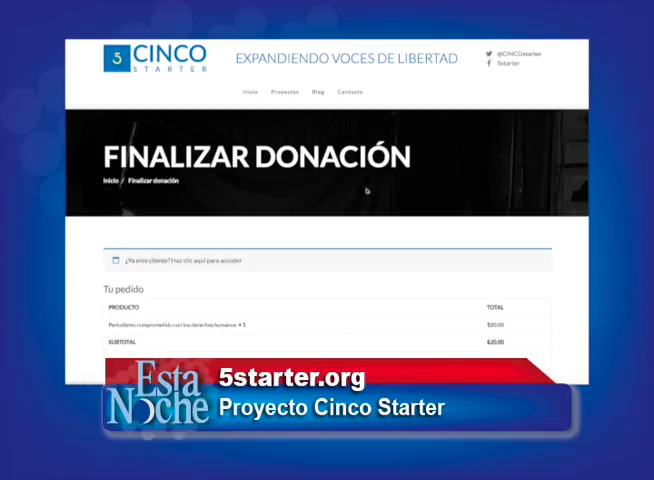 5 CINCO
STARTER
EXPANDIENDO VOCES DE LIBERTAD
@CINCOstarter
5starter
Inicio Proyectos Blog Contacto
FINALIZAR DONACIÓN
Inicio / Finalizar donación
¿Ya eres cliente? Haz clic aquí para acceder
Tu pedido
PRODUCTO TOTAL
Periodismo comprometido con los derechos humanos × 1 $20.00
SUBTOTAL $20.00
Esta
Noche
5starter.org
Proyecto Cinco Starter